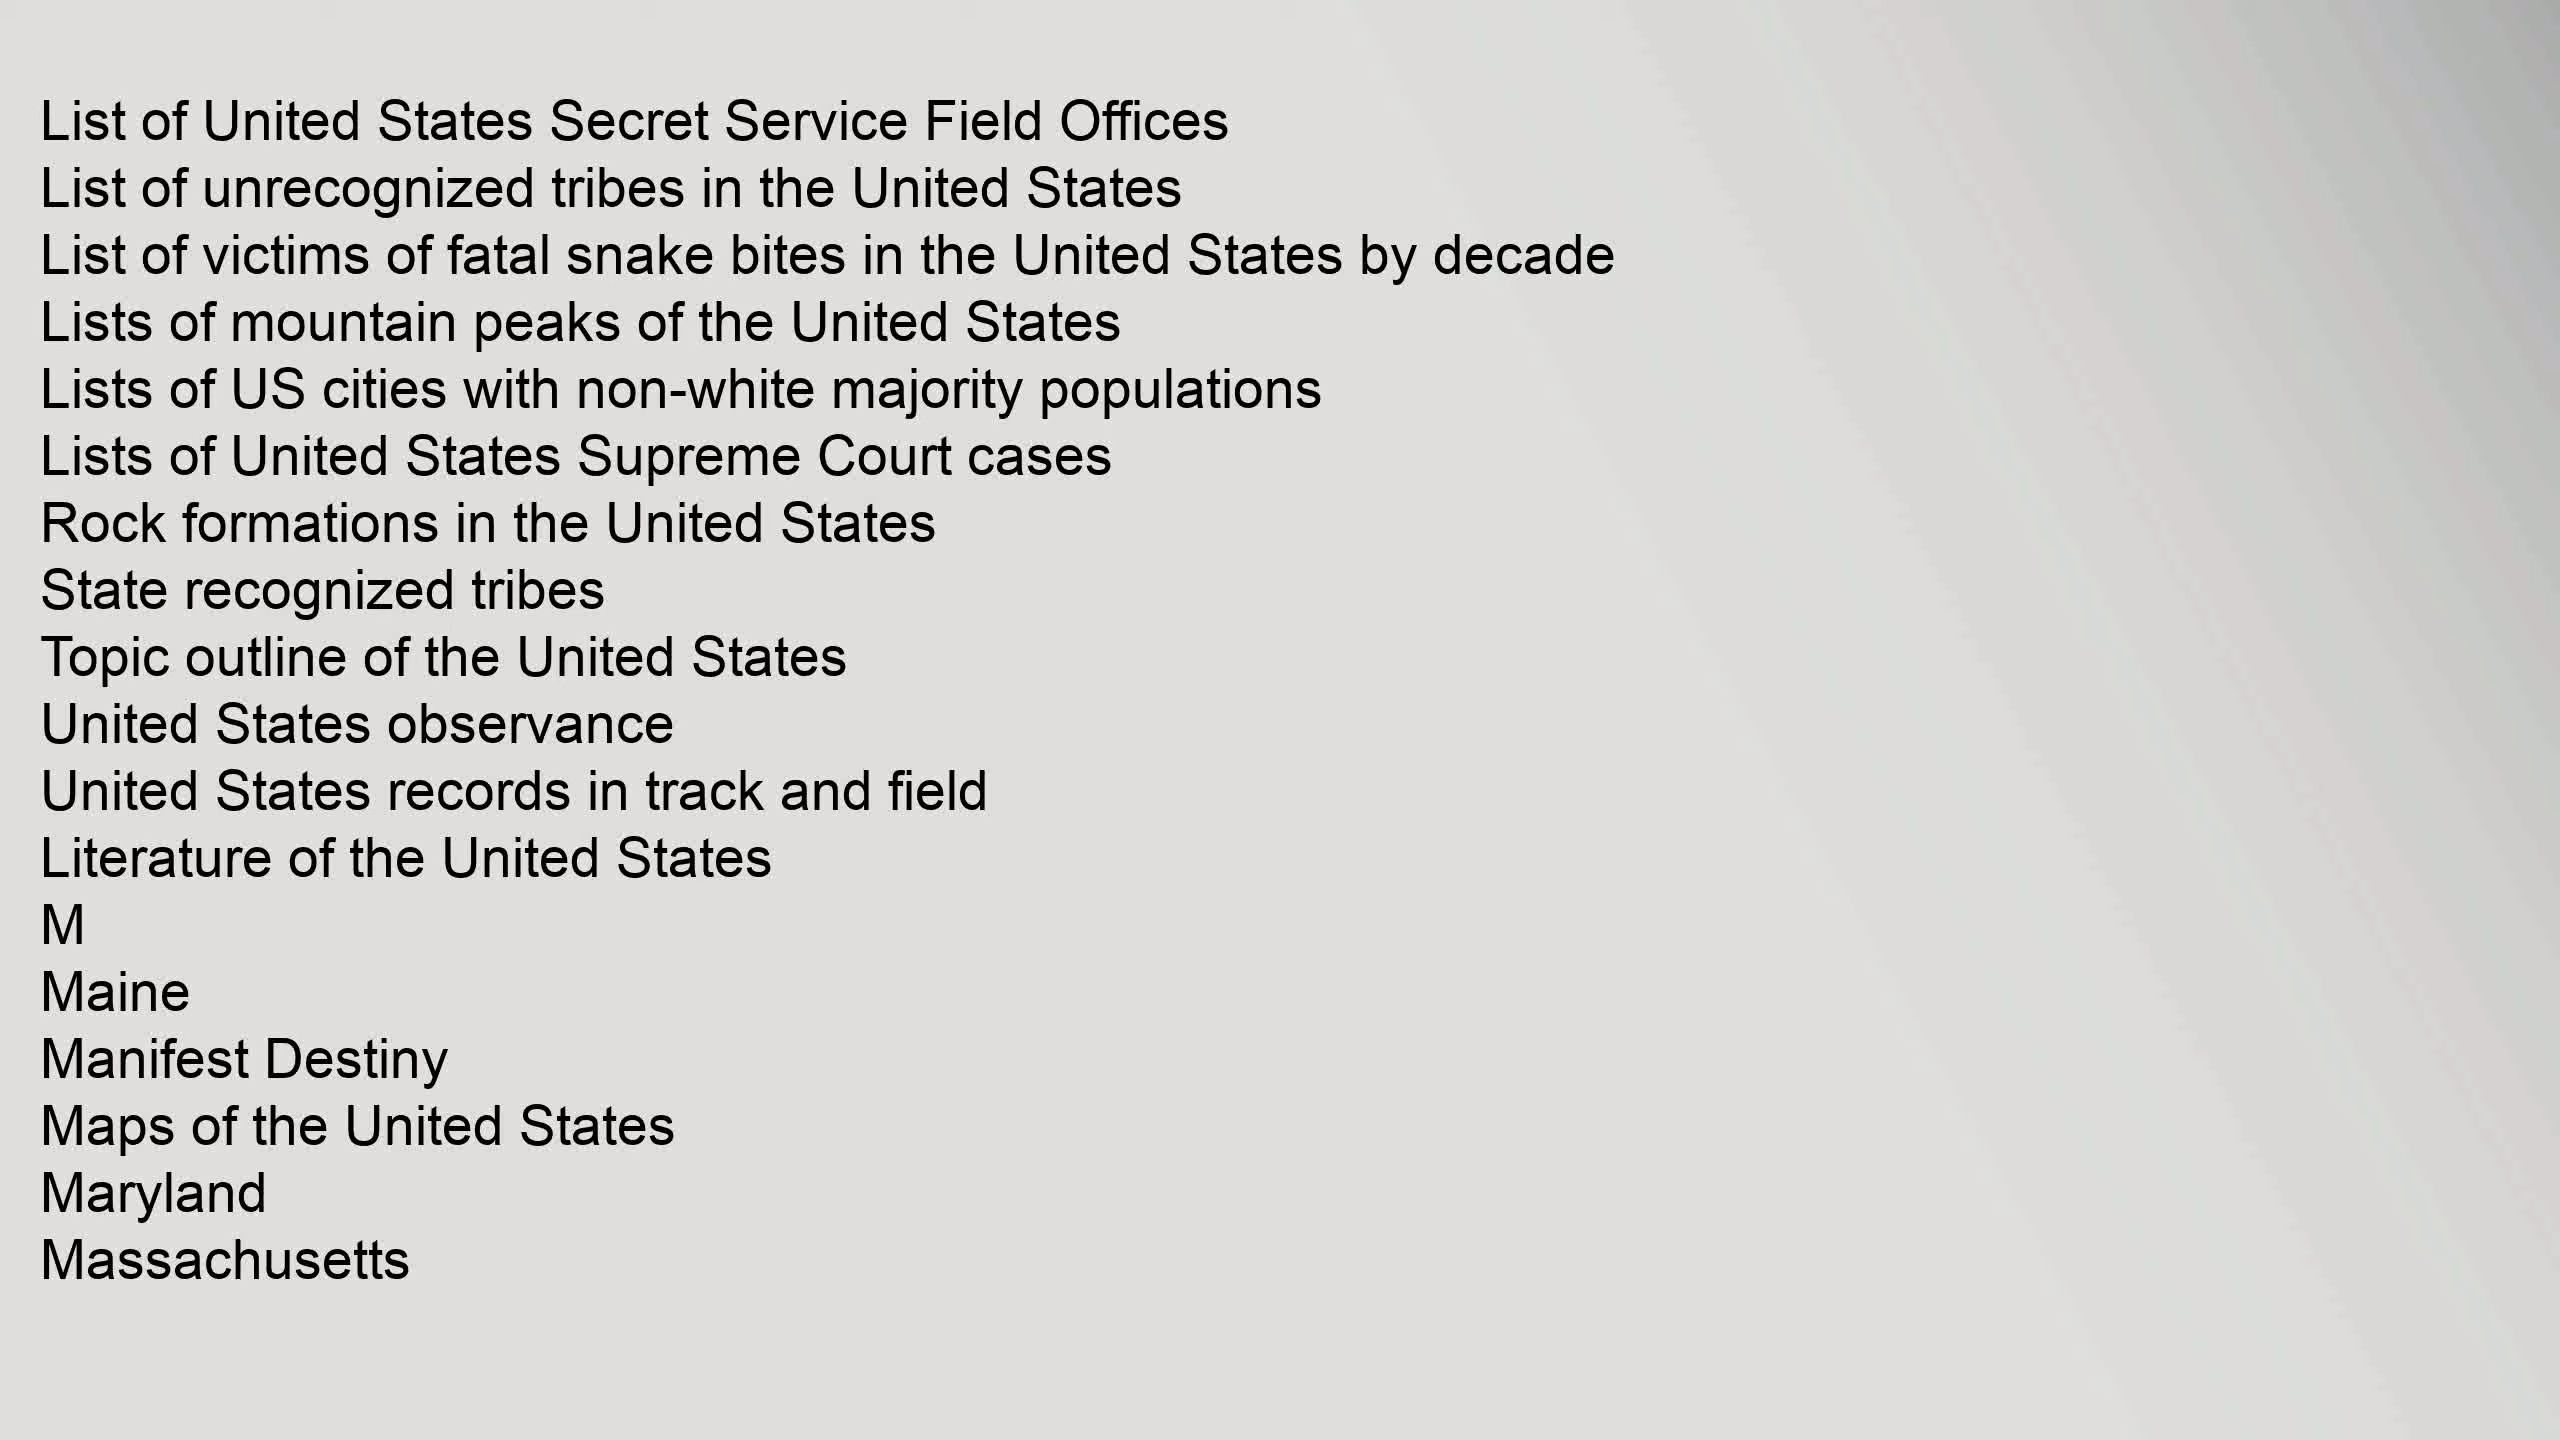 List of United States Secret Service Field Offices
List of unrecognized tribes in the United States
List of victims of fatal snake bites in the United States by decade
Lists of mountain peaks of the United States
Lists of US cities with non-white majority populations
Lists of United States Supreme Court cases
Rock formations in the United States
State recognized tribes
Topic outline of the United States
United States observance
United States records in track and field
Literature of the United States
M
Maine
Manifest Destiny
Maps of the United States
Maryland
Massachusetts